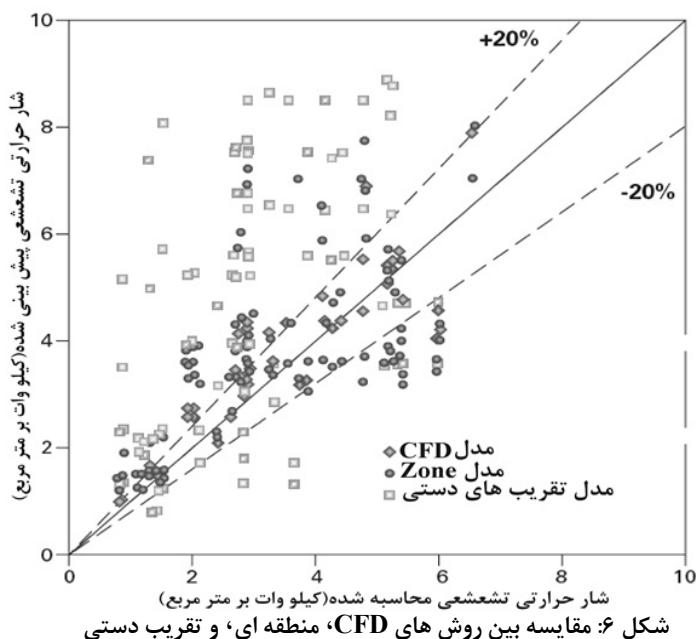 10
8
6
4
2
0
0
2
4
6
8
10
+20%
-20%
شار حرارتی تشعشعی پیش بینی شده(کیلو وات بر متر مربع)
مدل CFD
مدل Zone
مدل تقریب های دستی
شار حرارتی تشعشعی محاسبه شده(کیلو وات بر متر مربع)
شکل ۶: مقایسه بین روش های CFD، منطقه ای، و تقریب دستی